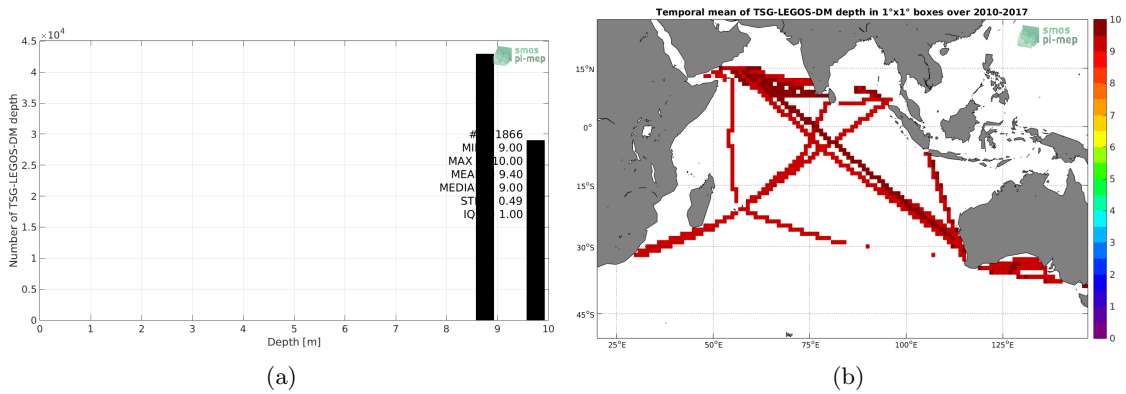 ×10⁴
4.5
4
3.5
3
2.5
2
1.5
1
0.5
0
0 1 2 3 4 5 6 7 8 9 10
Number of TSG-LEGOS-DM depth
Depth [m]
smos
pi-mep
# 1866
MI 9.00
MAX 10.00
MEA 9.40
MEDIA 9.00
ST 0.49
IQ 1.00
(a)
Temporal mean of TSG-LEGOS-DM depth in 1°x1° boxes over 2010-2017
smos
pi-mep
15°N
0°
15°S
30°S
45°S
25°E 50°E 75°E 100°E 125°E
10
9
8
7
6
5
4
3
2
1
0
(b)